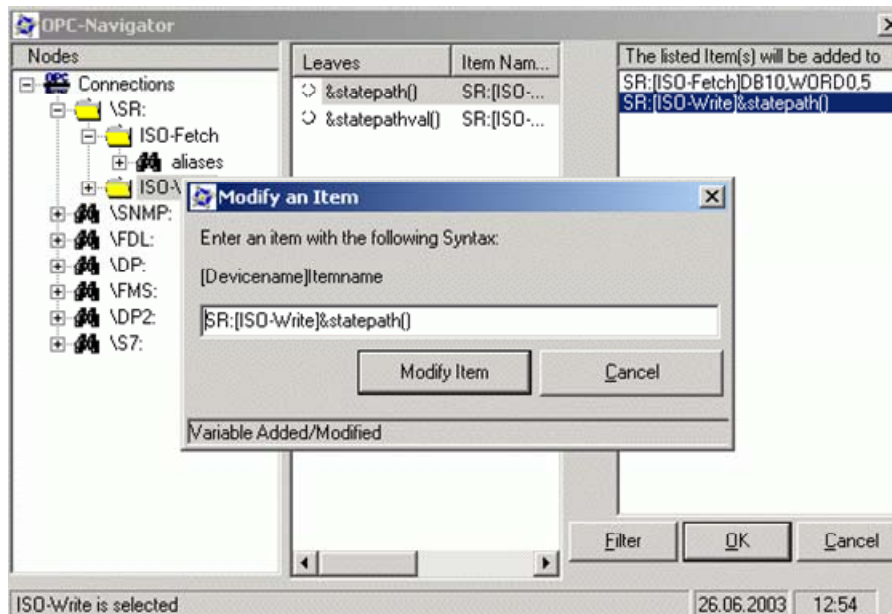 OPC-Navigator
Nodes
Connections
\SR:
ISO-Fetch
aliases
ISO-\
\SNMP:
\FDL:
\DP:
\FMS:
\DP2:
\S7:
Leaves Item Nam...
&statepath() SR:[ISO-...
&statepathval() SR:[ISO-...
The listed Item(s) will be added to
SR:[ISO-Fetch]DB10,WORD0,5
SR:[ISO-Write]&statepath()
Modify an Item
Enter an item with the following Syntax:
[Devicename]Itemname
SR:[ISO-Write]&statepath()
Modify Item Cancel
Variable Added/Modified
Filter OK Cancel
ISO-Write is selected 26.06.2003 12:54